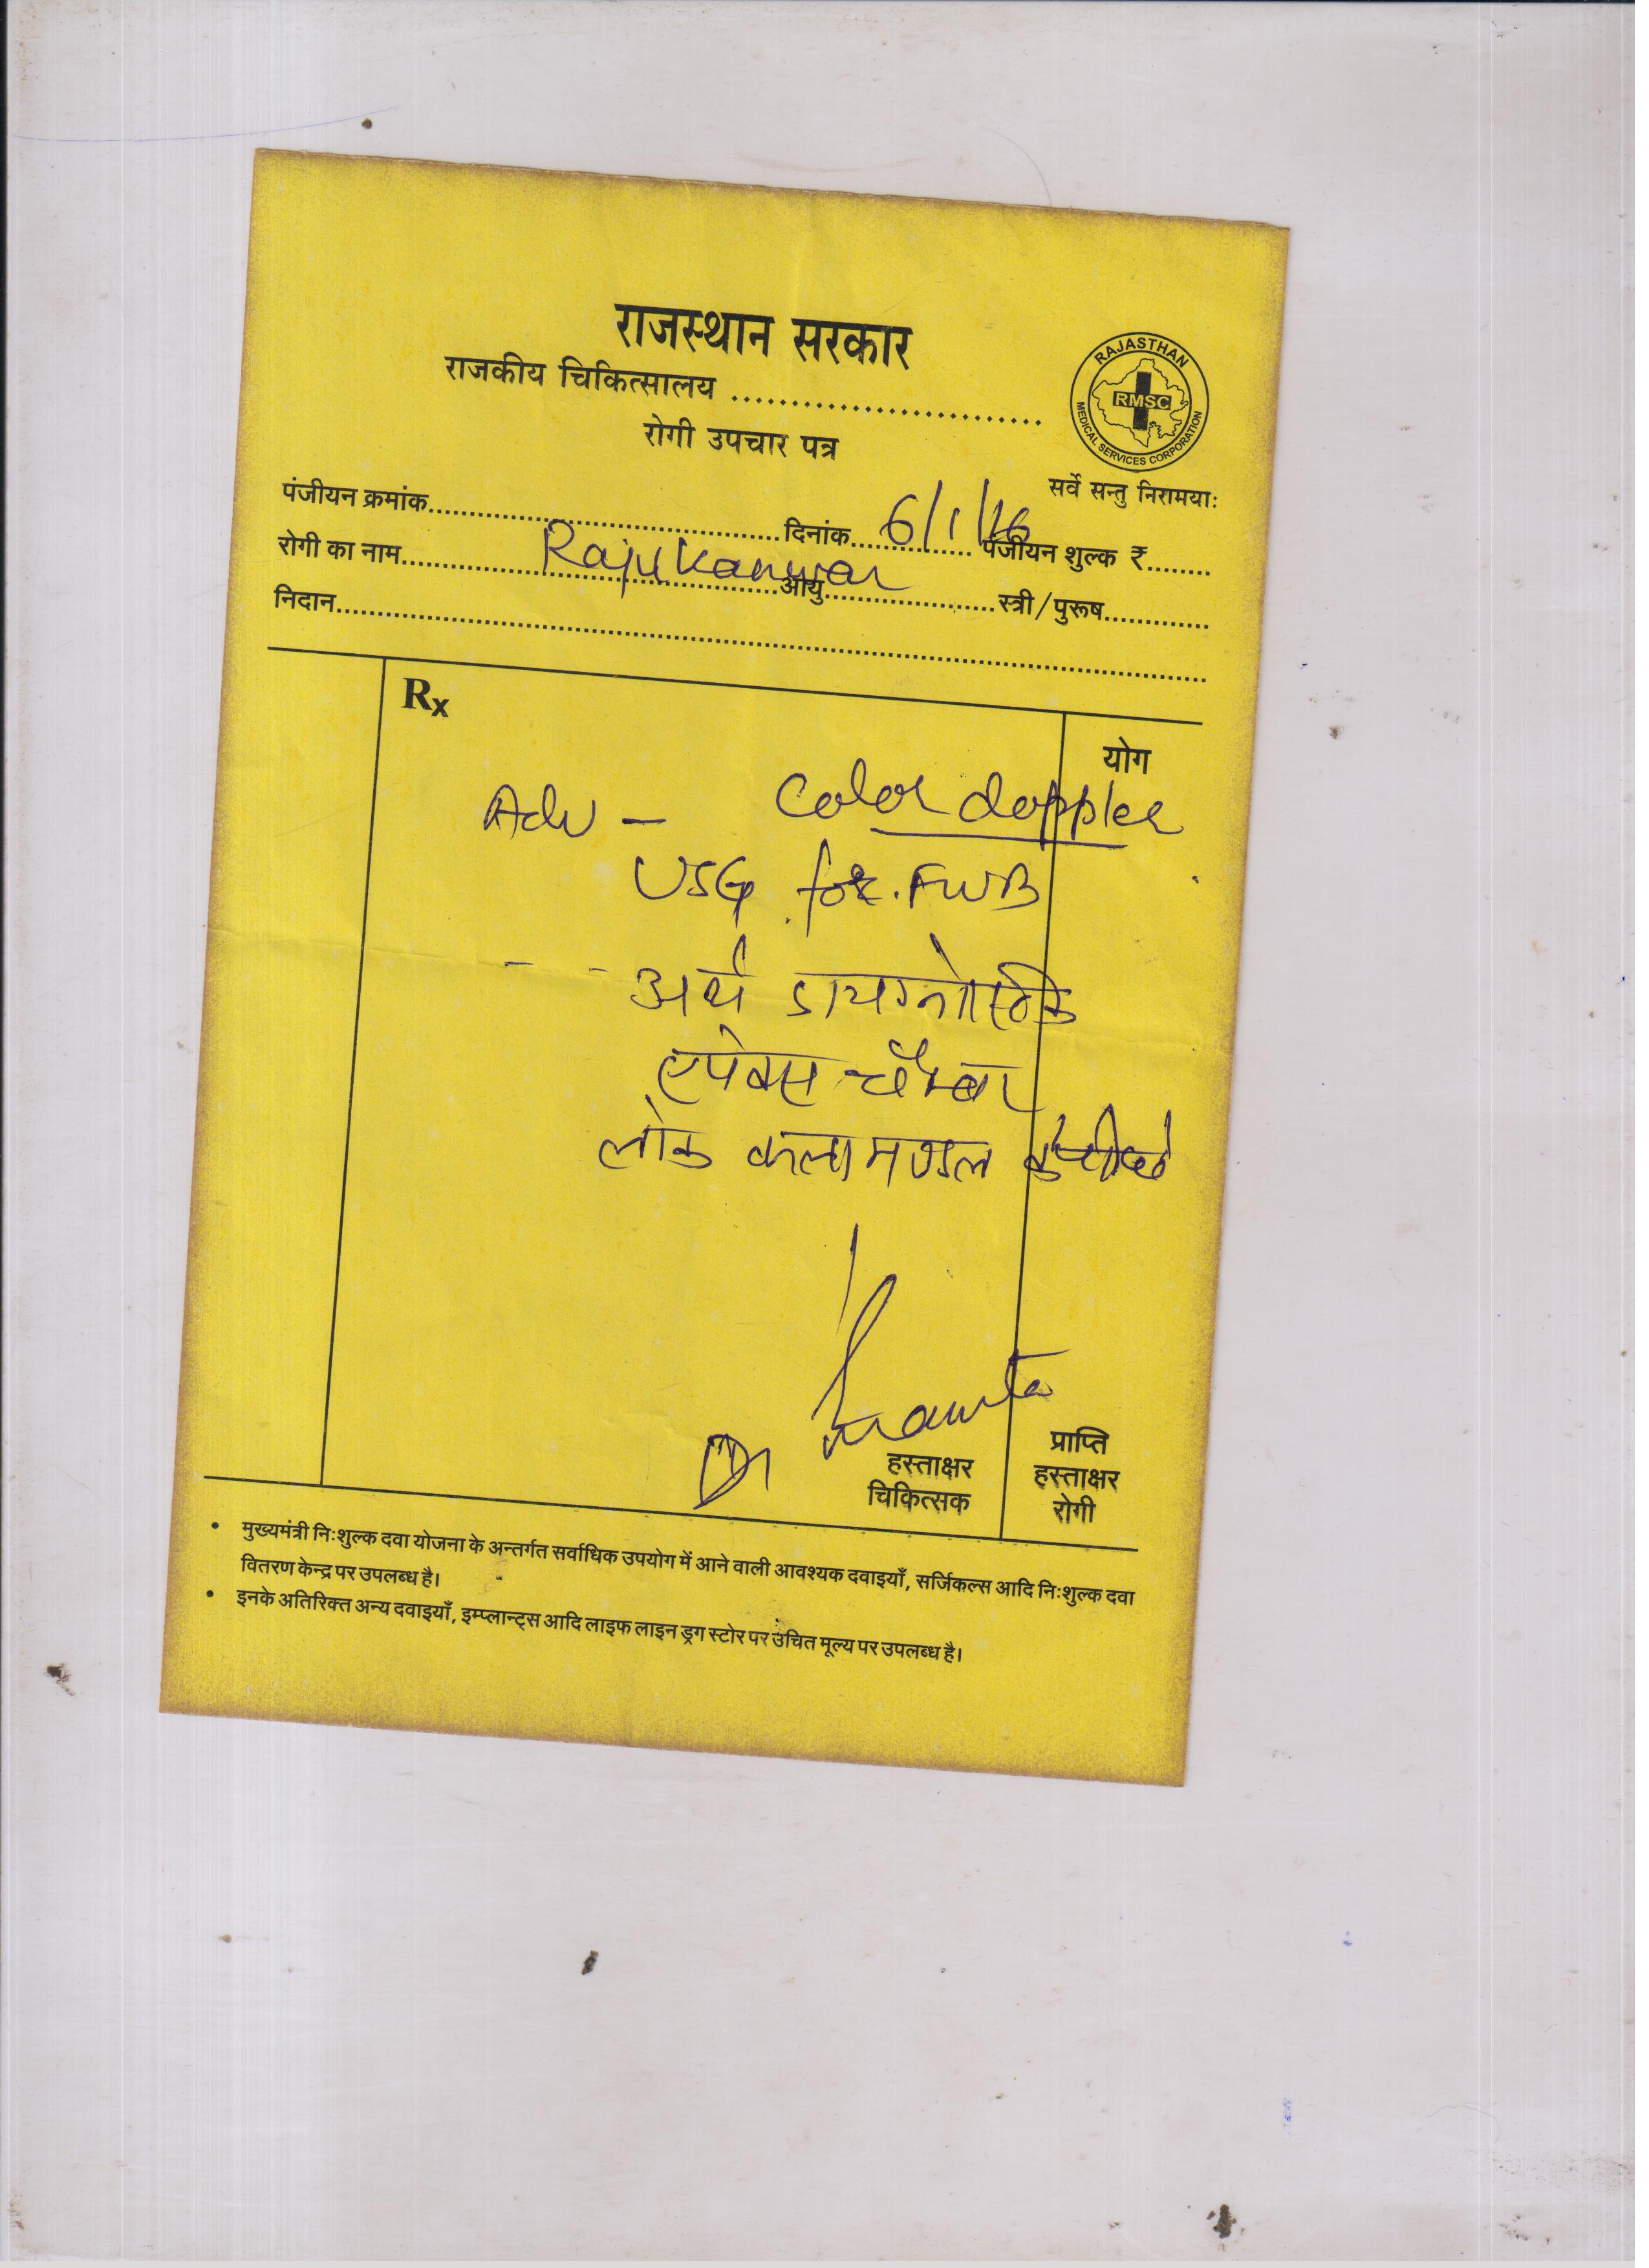 राजस्थान सरकार
राजकीय चिकित्सालय ..........................
रोगी उपचार पत्र
RAJASTHAN
RMSC
MEDICAL SERVICES CORPORATION
सर्वे सन्तु निरामयाः
पंजीयन क्रमांक..........दिनांक..... 6/1/16 पंजीयन शुल्क ₹........
रोगी का नाम..... Raju Kanwar आयु..........स्त्री/पुरूष..........
निदान..........
Rx
योग
Adv - Color doppler
USG for FWB
- - अर्थ डायग्नोस्टिक
एपेक्स चैम्बर
लोक कला मण्डल के पीछे
Dr
हस्ताक्षर
चिकित्सक
प्राप्ति
हस्ताक्षर
रोगी
• मुख्यमंत्री निःशुल्क दवा योजना के अन्तर्गत सर्वाधिक उपयोग में आने वाली आवश्यक दवाइयाँ, सर्जिकल्स आदि निःशुल्क दवा
वितरण केन्द्र पर उपलब्ध है।
• इनके अतिरिक्त अन्य दवाइयाँ, इम्प्लान्ट्स आदि लाइफ लाइन ड्रग स्टोर पर उचित मूल्य पर उपलब्ध है।